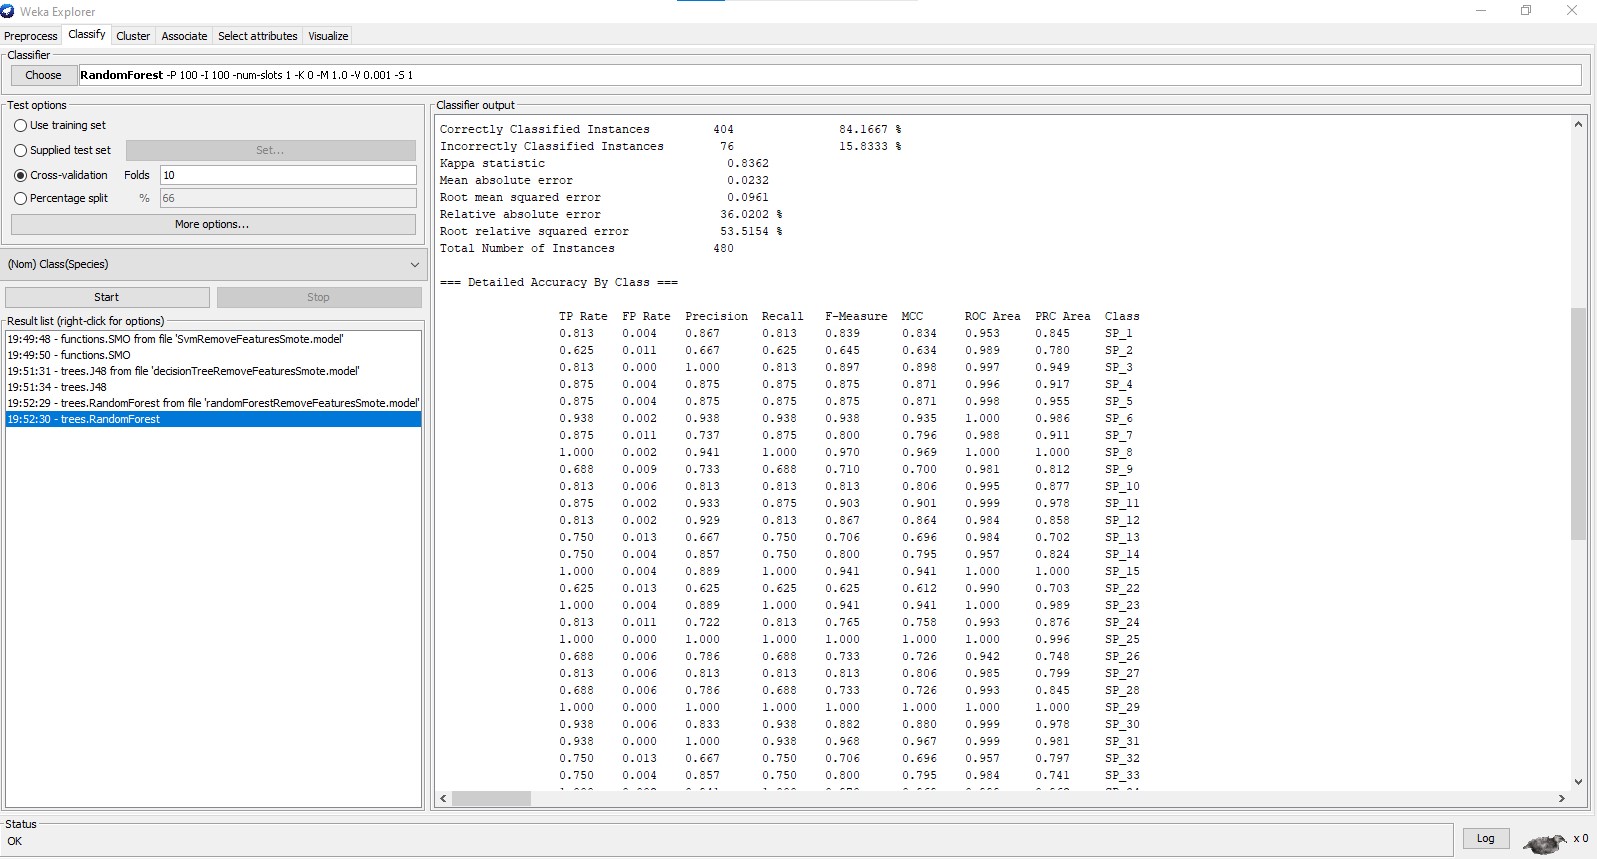 Weka Explorer
Preprocess Classify Cluster Associate Select attributes Visualize
Classifier
Choose RandomForest -P 100 -I 100 -num-slots 1 -K 0 -M 1.0 -V 0.001 -S 1
Test options
Use training set
Supplied test set Set...
Cross-validation Folds 10
Percentage split % 66
More options...
(Nom) Class(Species)
Start Stop
Result list (right-click for options)
19:49:48 - functions.SMO from file 'SvmRemoveFeaturesSmote.model'
19:49:50 - functions.SMO
19:51:31 - trees.J48 from file 'decisionTreeRemoveFeaturesSmote.model'
19:51:34 - trees.J48
19:52:29 - trees.RandomForest from file 'randomForestRemoveFeaturesSmote.model'
19:52:30 - trees.RandomForest
Classifier output
Correctly Classified Instances 404 84.1667 %
Incorrectly Classified Instances 76 15.8333 %
Kappa statistic 0.8362
Mean absolute error 0.0232
Root mean squared error 0.0961
Relative absolute error 36.0202 %
Root relative squared error 53.5154 %
Total Number of Instances 480
=== Detailed Accuracy By Class ===
TP Rate FP Rate Precision Recall F-Measure MCC ROC Area PRC Area Class
0.813 0.004 0.867 0.813 0.839 0.834 0.953 0.845 SP_1
0.625 0.011 0.667 0.625 0.645 0.634 0.989 0.780 SP_2
0.813 0.000 1.000 0.813 0.897 0.898 0.997 0.949 SP_3
0.875 0.004 0.875 0.875 0.875 0.871 0.996 0.917 SP_4
0.875 0.004 0.875 0.875 0.875 0.871 0.998 0.955 SP_5
0.938 0.002 0.938 0.938 0.938 0.935 1.000 0.986 SP_6
0.875 0.011 0.737 0.875 0.800 0.796 0.988 0.911 SP_7
1.000 0.002 0.941 1.000 0.970 0.969 1.000 1.000 SP_8
0.688 0.009 0.733 0.688 0.710 0.700 0.981 0.812 SP_9
0.813 0.006 0.813 0.813 0.813 0.806 0.995 0.877 SP_10
0.875 0.002 0.933 0.875 0.903 0.901 0.999 0.978 SP_11
0.813 0.002 0.929 0.813 0.867 0.864 0.984 0.858 SP_12
0.750 0.013 0.667 0.750 0.706 0.696 0.984 0.702 SP_13
0.750 0.004 0.857 0.750 0.800 0.795 0.957 0.824 SP_14
1.000 0.004 0.889 1.000 0.941 0.941 1.000 1.000 SP_15
0.625 0.013 0.625 0.625 0.625 0.612 0.990 0.703 SP_22
1.000 0.004 0.889 1.000 0.941 0.941 1.000 0.989 SP_23
0.813 0.011 0.722 0.813 0.765 0.758 0.993 0.876 SP_24
1.000 0.000 1.000 1.000 1.000 1.000 1.000 0.996 SP_25
0.688 0.006 0.786 0.688 0.733 0.726 0.942 0.748 SP_26
0.813 0.006 0.813 0.813 0.813 0.806 0.985 0.799 SP_27
0.688 0.006 0.786 0.688 0.733 0.726 0.993 0.845 SP_28
1.000 0.000 1.000 1.000 1.000 1.000 1.000 1.000 SP_29
0.938 0.006 0.833 0.938 0.882 0.880 0.999 0.978 SP_30
0.938 0.000 1.000 0.938 0.968 0.967 0.999 0.981 SP_31
0.750 0.013 0.667 0.750 0.706 0.696 0.957 0.797 SP_32
0.750 0.004 0.857 0.750 0.800 0.795 0.984 0.741 SP_33
Status
OK
Log x 0